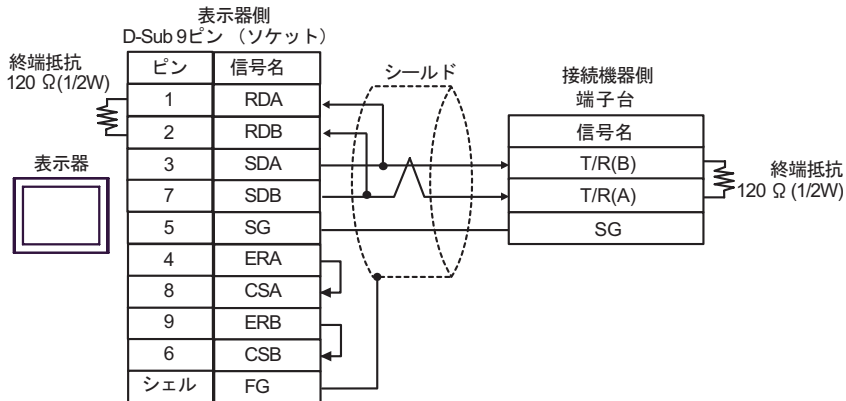 表示器側
D-Sub 9ピン （ソケット）
終端抵抗
120 Ω(1/2W)
ピン 信号名
1 RDA
2 RDB
3 SDA
7 SDB
5 SG
4 ERA
8 CSA
9 ERB
6 CSB
シェル FG
表示器
シールド
接続機器側
端子台
信号名
T/R(B)
T/R(A)
SG
終端抵抗
120 Ω (1/2W)